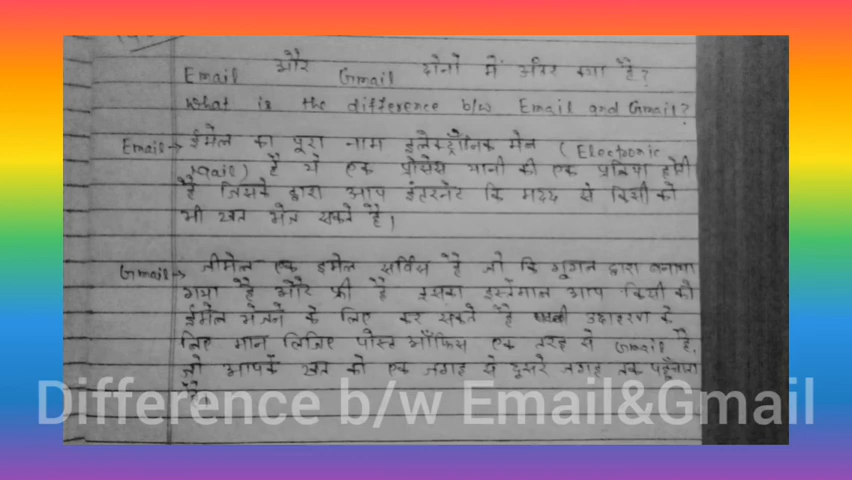 Email और Gmail दोनों में अंतर क्या है?
What is the difference b/w Email and Gmail?
Email→ ईमेल का पूरा नाम इलेक्ट्रॉनिक मेल (Electronic
mail) है ये एक प्रोसेस यानी की एक प्रक्रिया होती
है जिसके द्वारा आप इंटरनेट कि मदद से किसी को
भी खत भेज सकते है।
Gmail→ जीमेल एक इमेल सर्विस है जो कि गूगल द्वारा बनाया
गया है और फ्री है इसका इस्तेमाल आप किसी को
ईमेल भेजने के लिए कर सकते है उदाहरण के
लिए मान लिजिए पोस्ट ऑफिस एक तरह से Gmail है,
जो आपके खत को एक जगह से दूसरे जगह तक पहुँचाता
है।
Difference b/w Email&Gmail